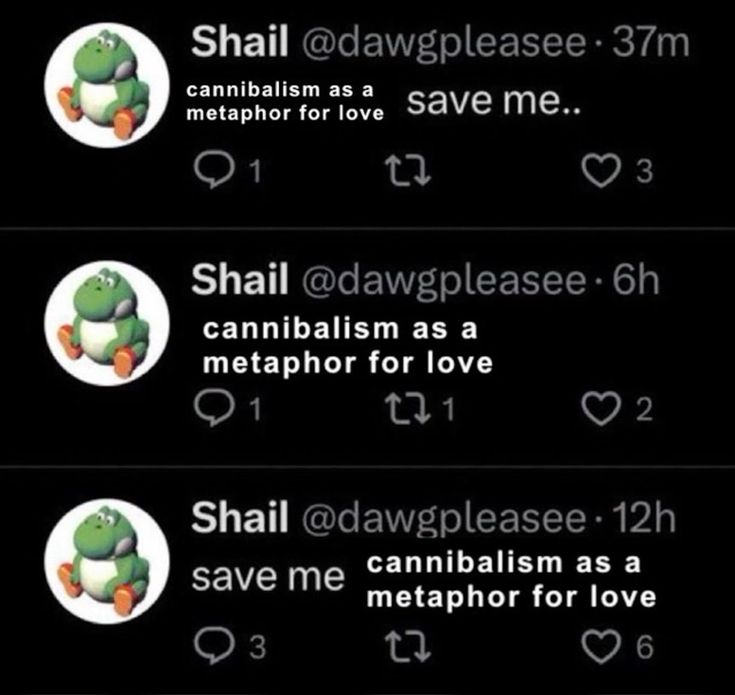 Shail @dawgpleasee · 37m
cannibalism as a
metaphor for love save me..
1 3
Shail @dawgpleasee · 6h
cannibalism as a
metaphor for love
1 1 2
Shail @dawgpleasee · 12h
save me cannibalism as a
metaphor for love
3 6